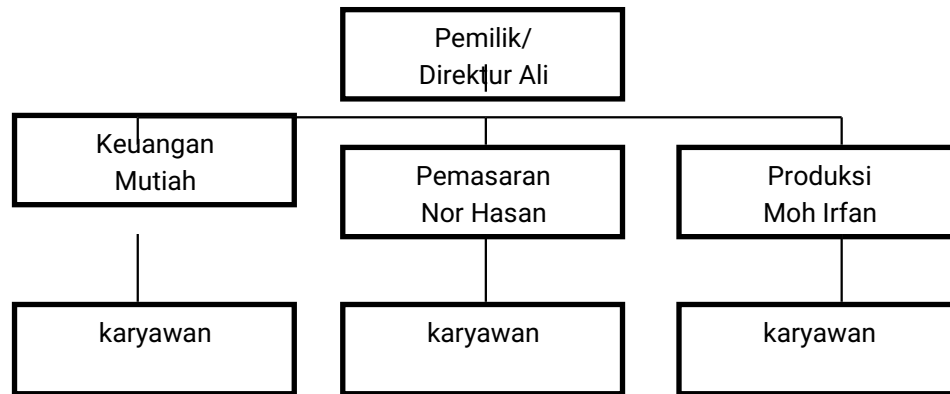 Pemilik/
Direktur Ali
Keuangan
Mutiah
Pemasaran
Nor Hasan
Produksi
Moh Irfan
karyawan
karyawan
karyawan